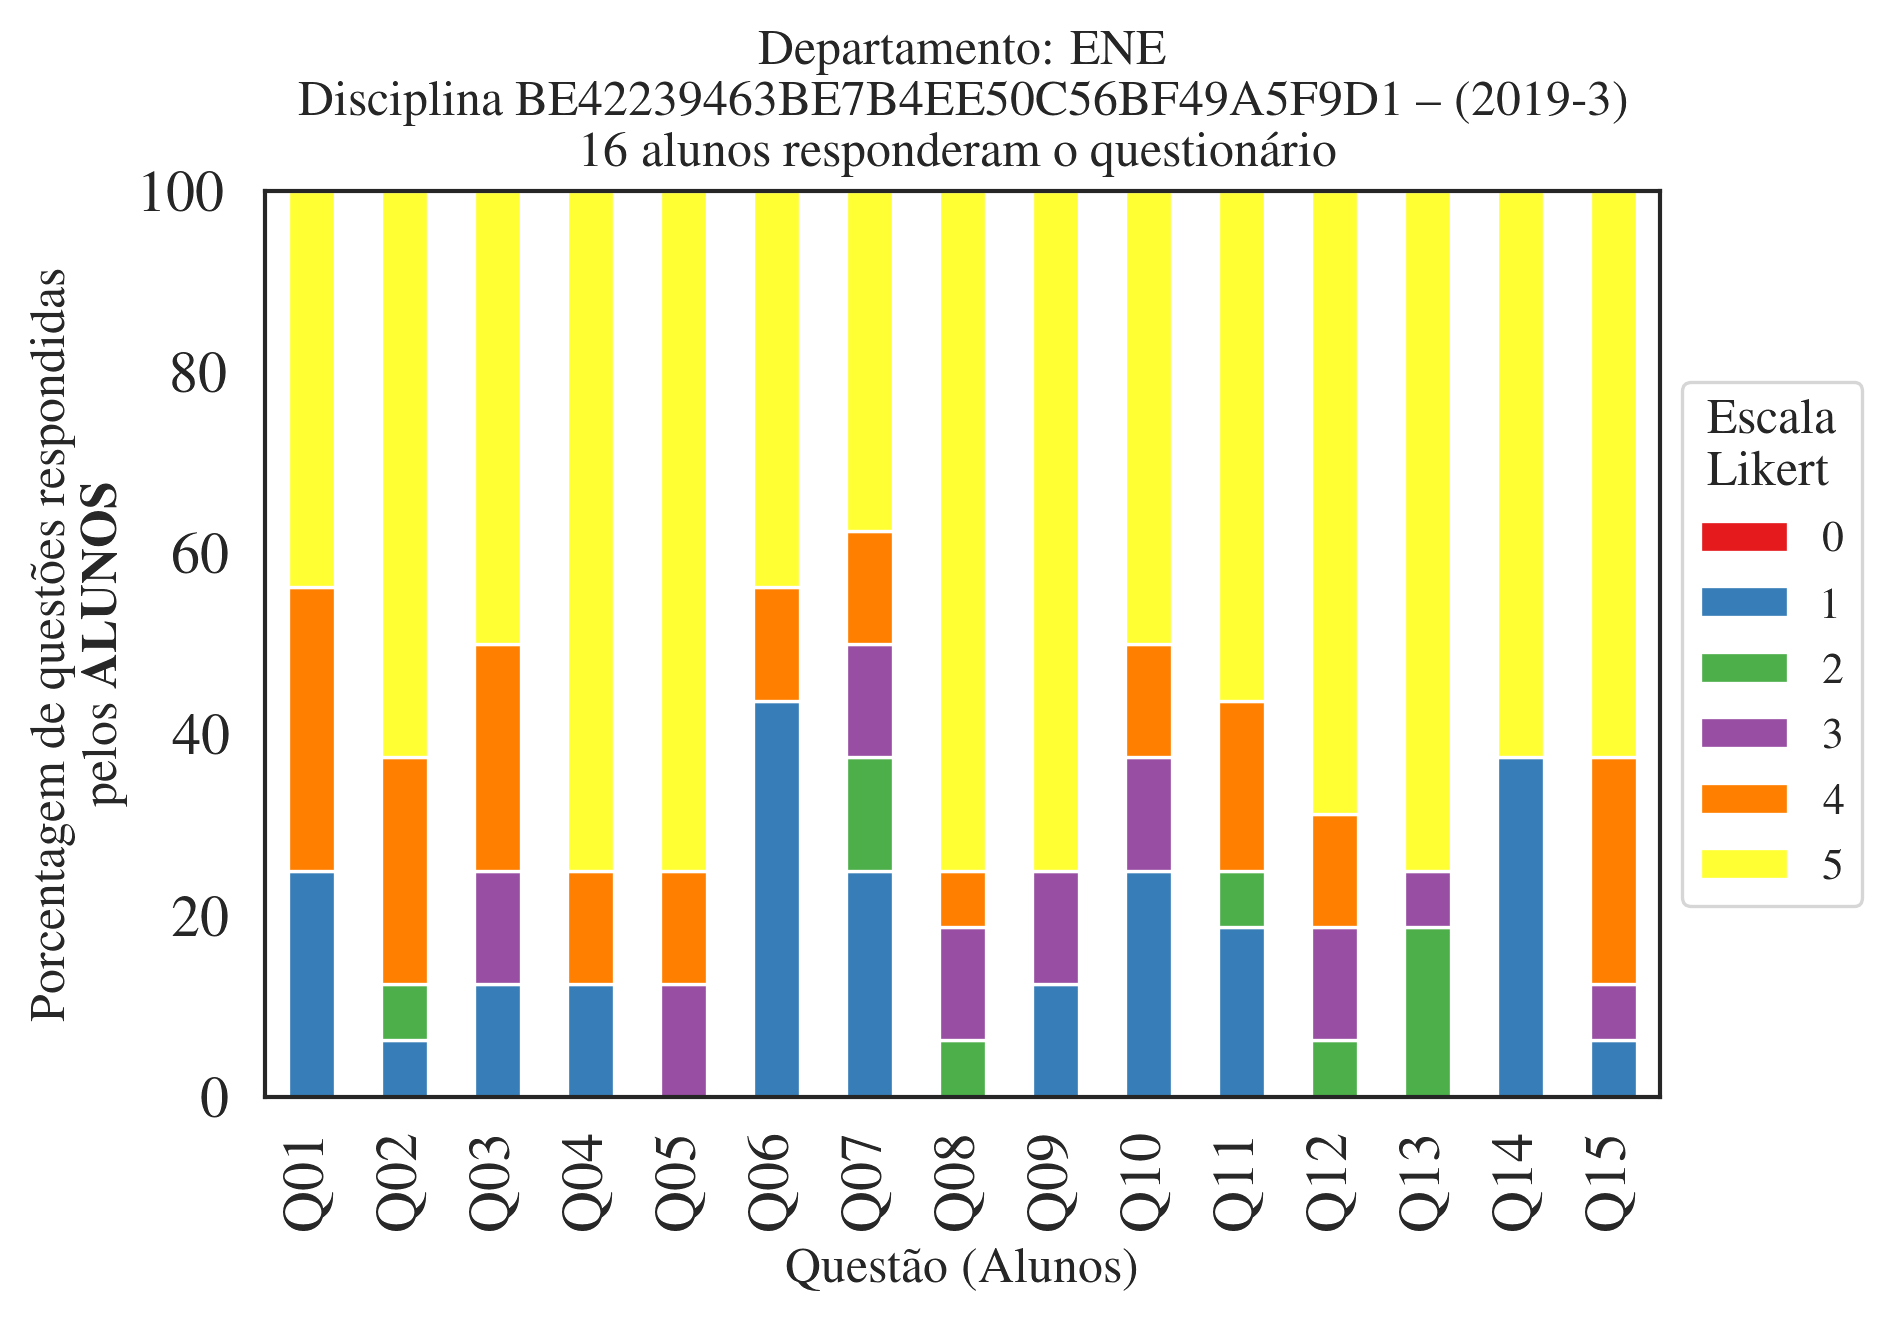 Departamento: ENE
Disciplina BE42239463BE7B4EE50C56BF49A5F9D1 – (2019-3)
16 alunos responderam o questionário
Porcentagem de questões respondidas
pelos ALUNOS
100
80
60
40
20
0
Q01
Q02
Q03
Q04
Q05
Q06
Q07
Q08
Q09
Q10
Q11
Q12
Q13
Q14
Q15
Questão (Alunos)
Escala
Likert
0
1
2
3
4
5